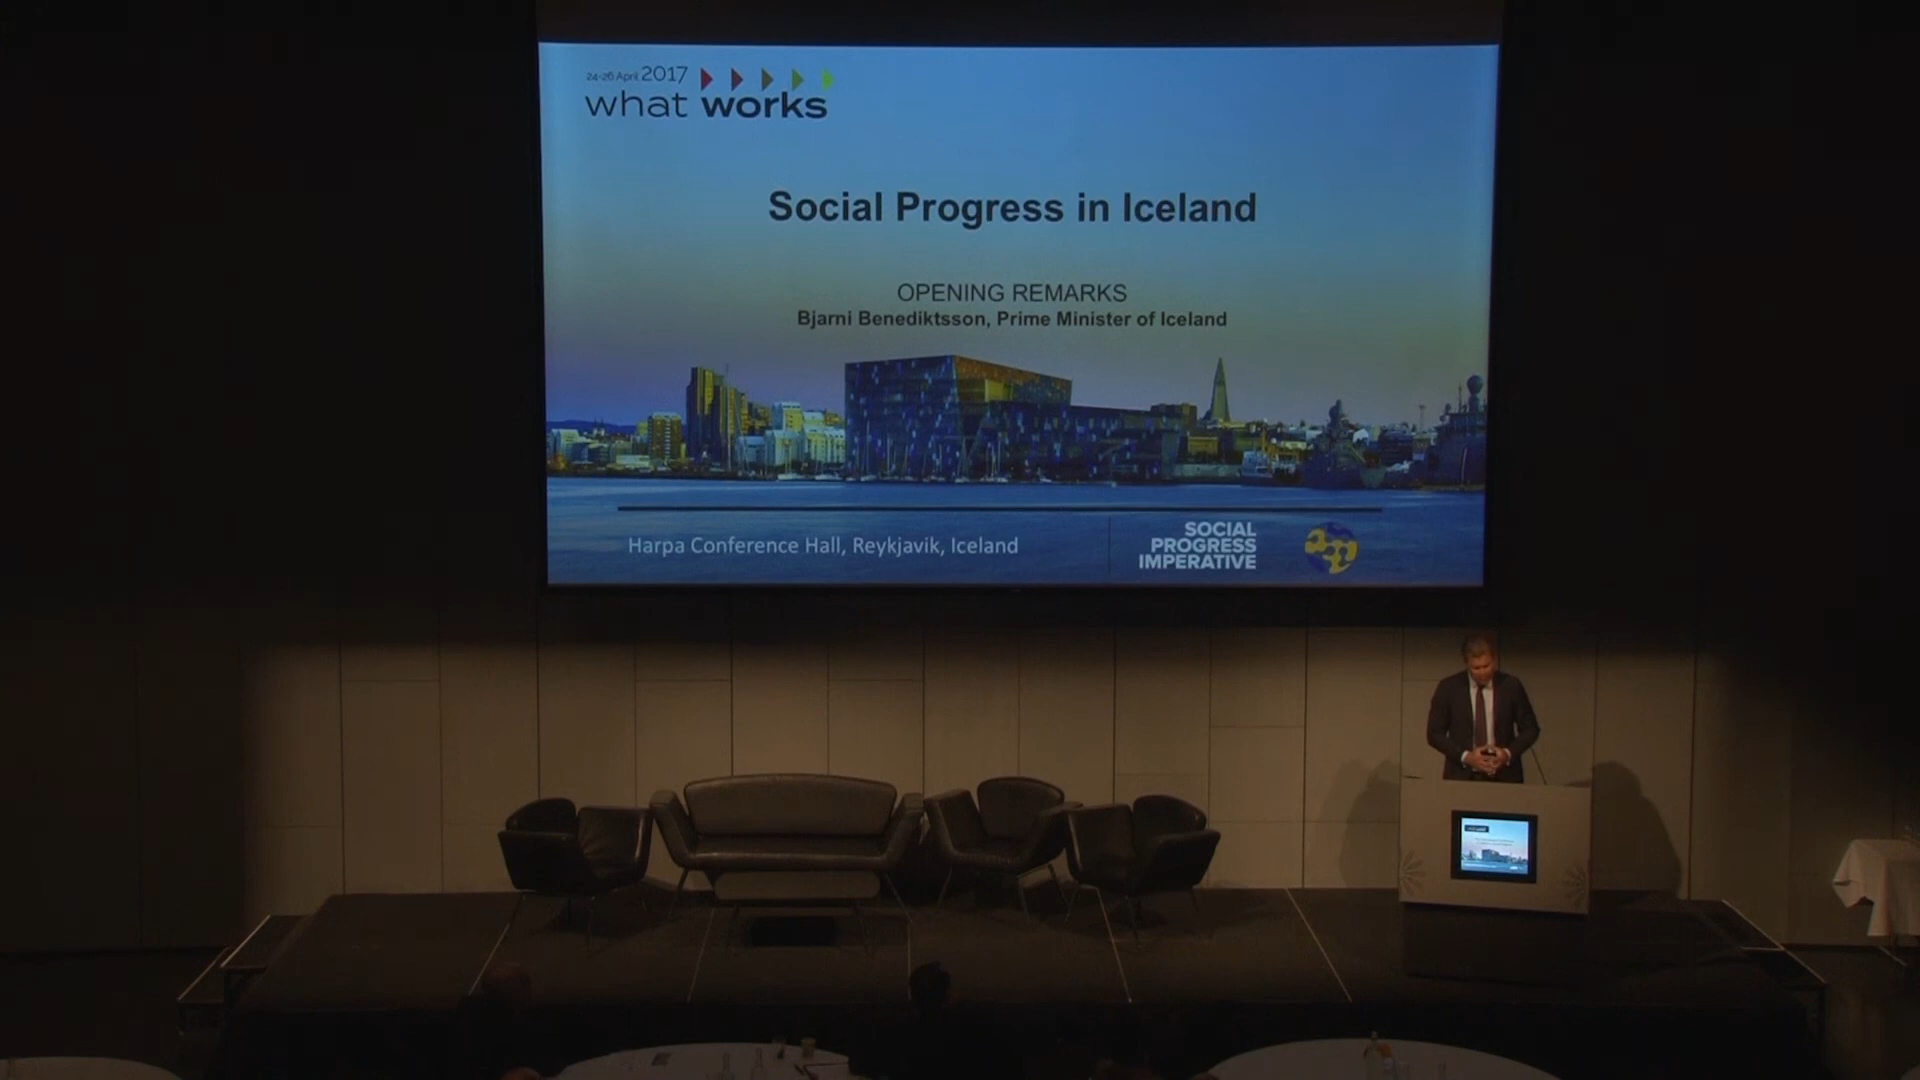 24-26 April 2017
what works
Social Progress in Iceland
OPENING REMARKS
Bjarni Benediktsson, Prime Minister of Iceland
Harpa Conference Hall, Reykjavik, Iceland
SOCIAL
PROGRESS
IMPERATIVE